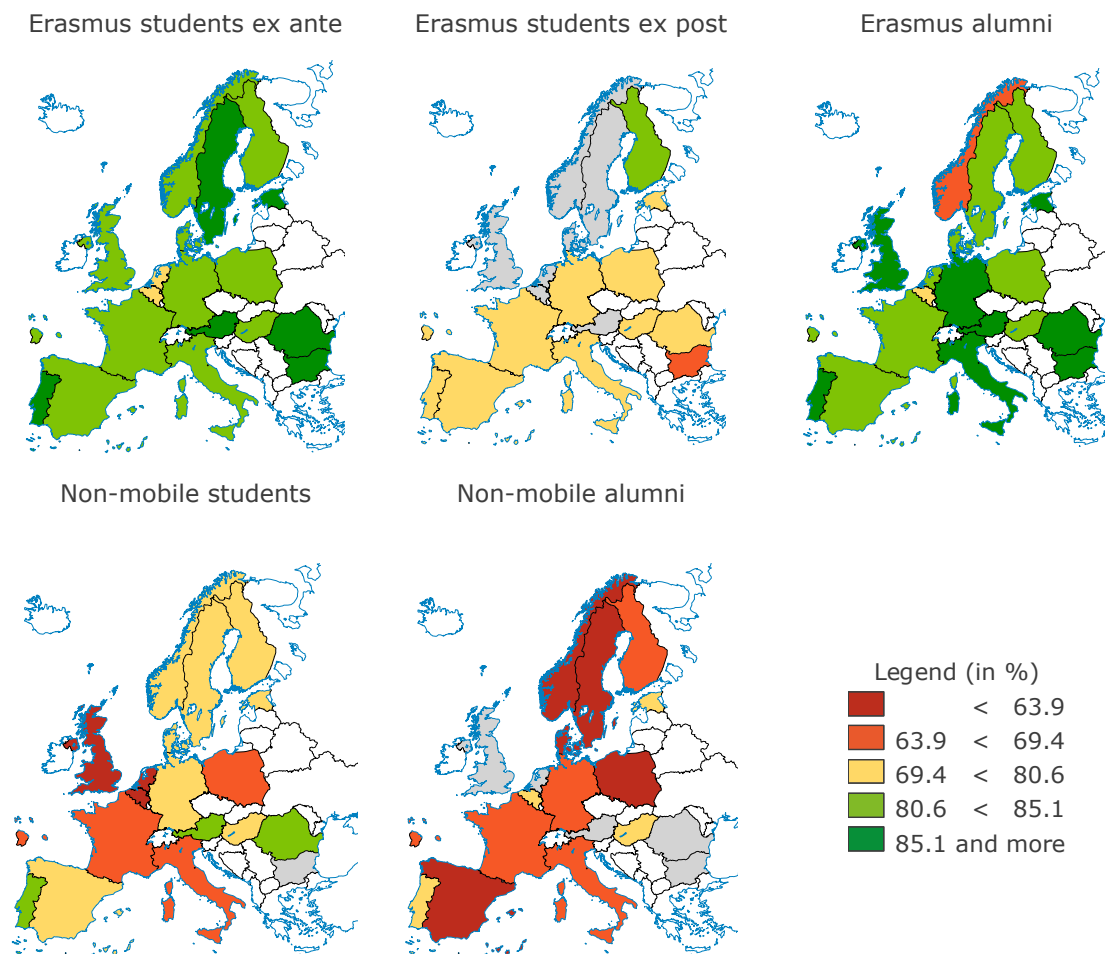 Erasmus students ex ante
Erasmus students ex post
Erasmus alumni
Non-mobile students
Non-mobile alumni
Legend (in %)
< 63.9
63.9 < 69.4
69.4 < 80.6
80.6 < 85.1
85.1 and more